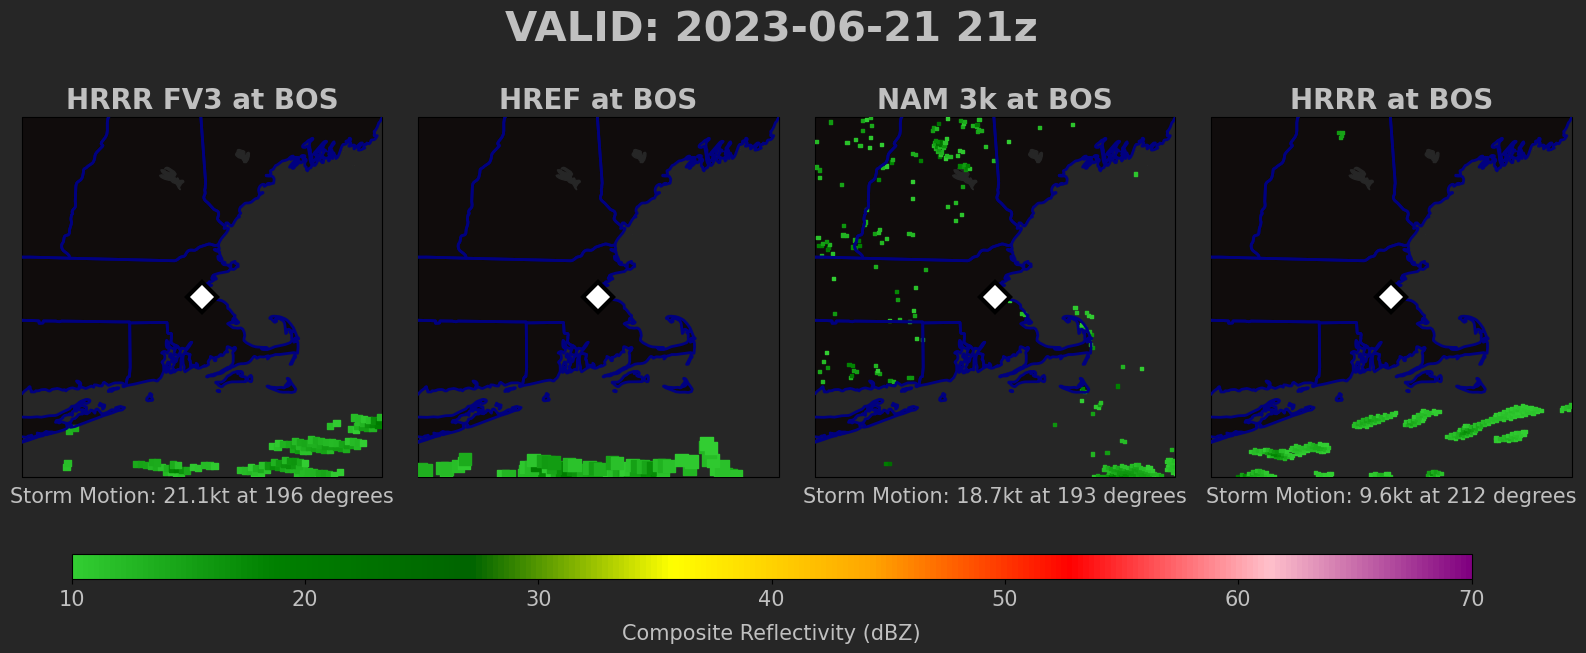 VALID: 2023-06-21 21z
HRRR FV3 at BOS
HREF at BOS
NAM 3k at BOS
HRRR at BOS
Storm Motion: 21.1kt at 196 degrees
Storm Motion: 18.7kt at 193 degrees
Storm Motion: 9.6kt at 212 degrees
10 20 30 40 50 60 70
Composite Reflectivity (dBZ)